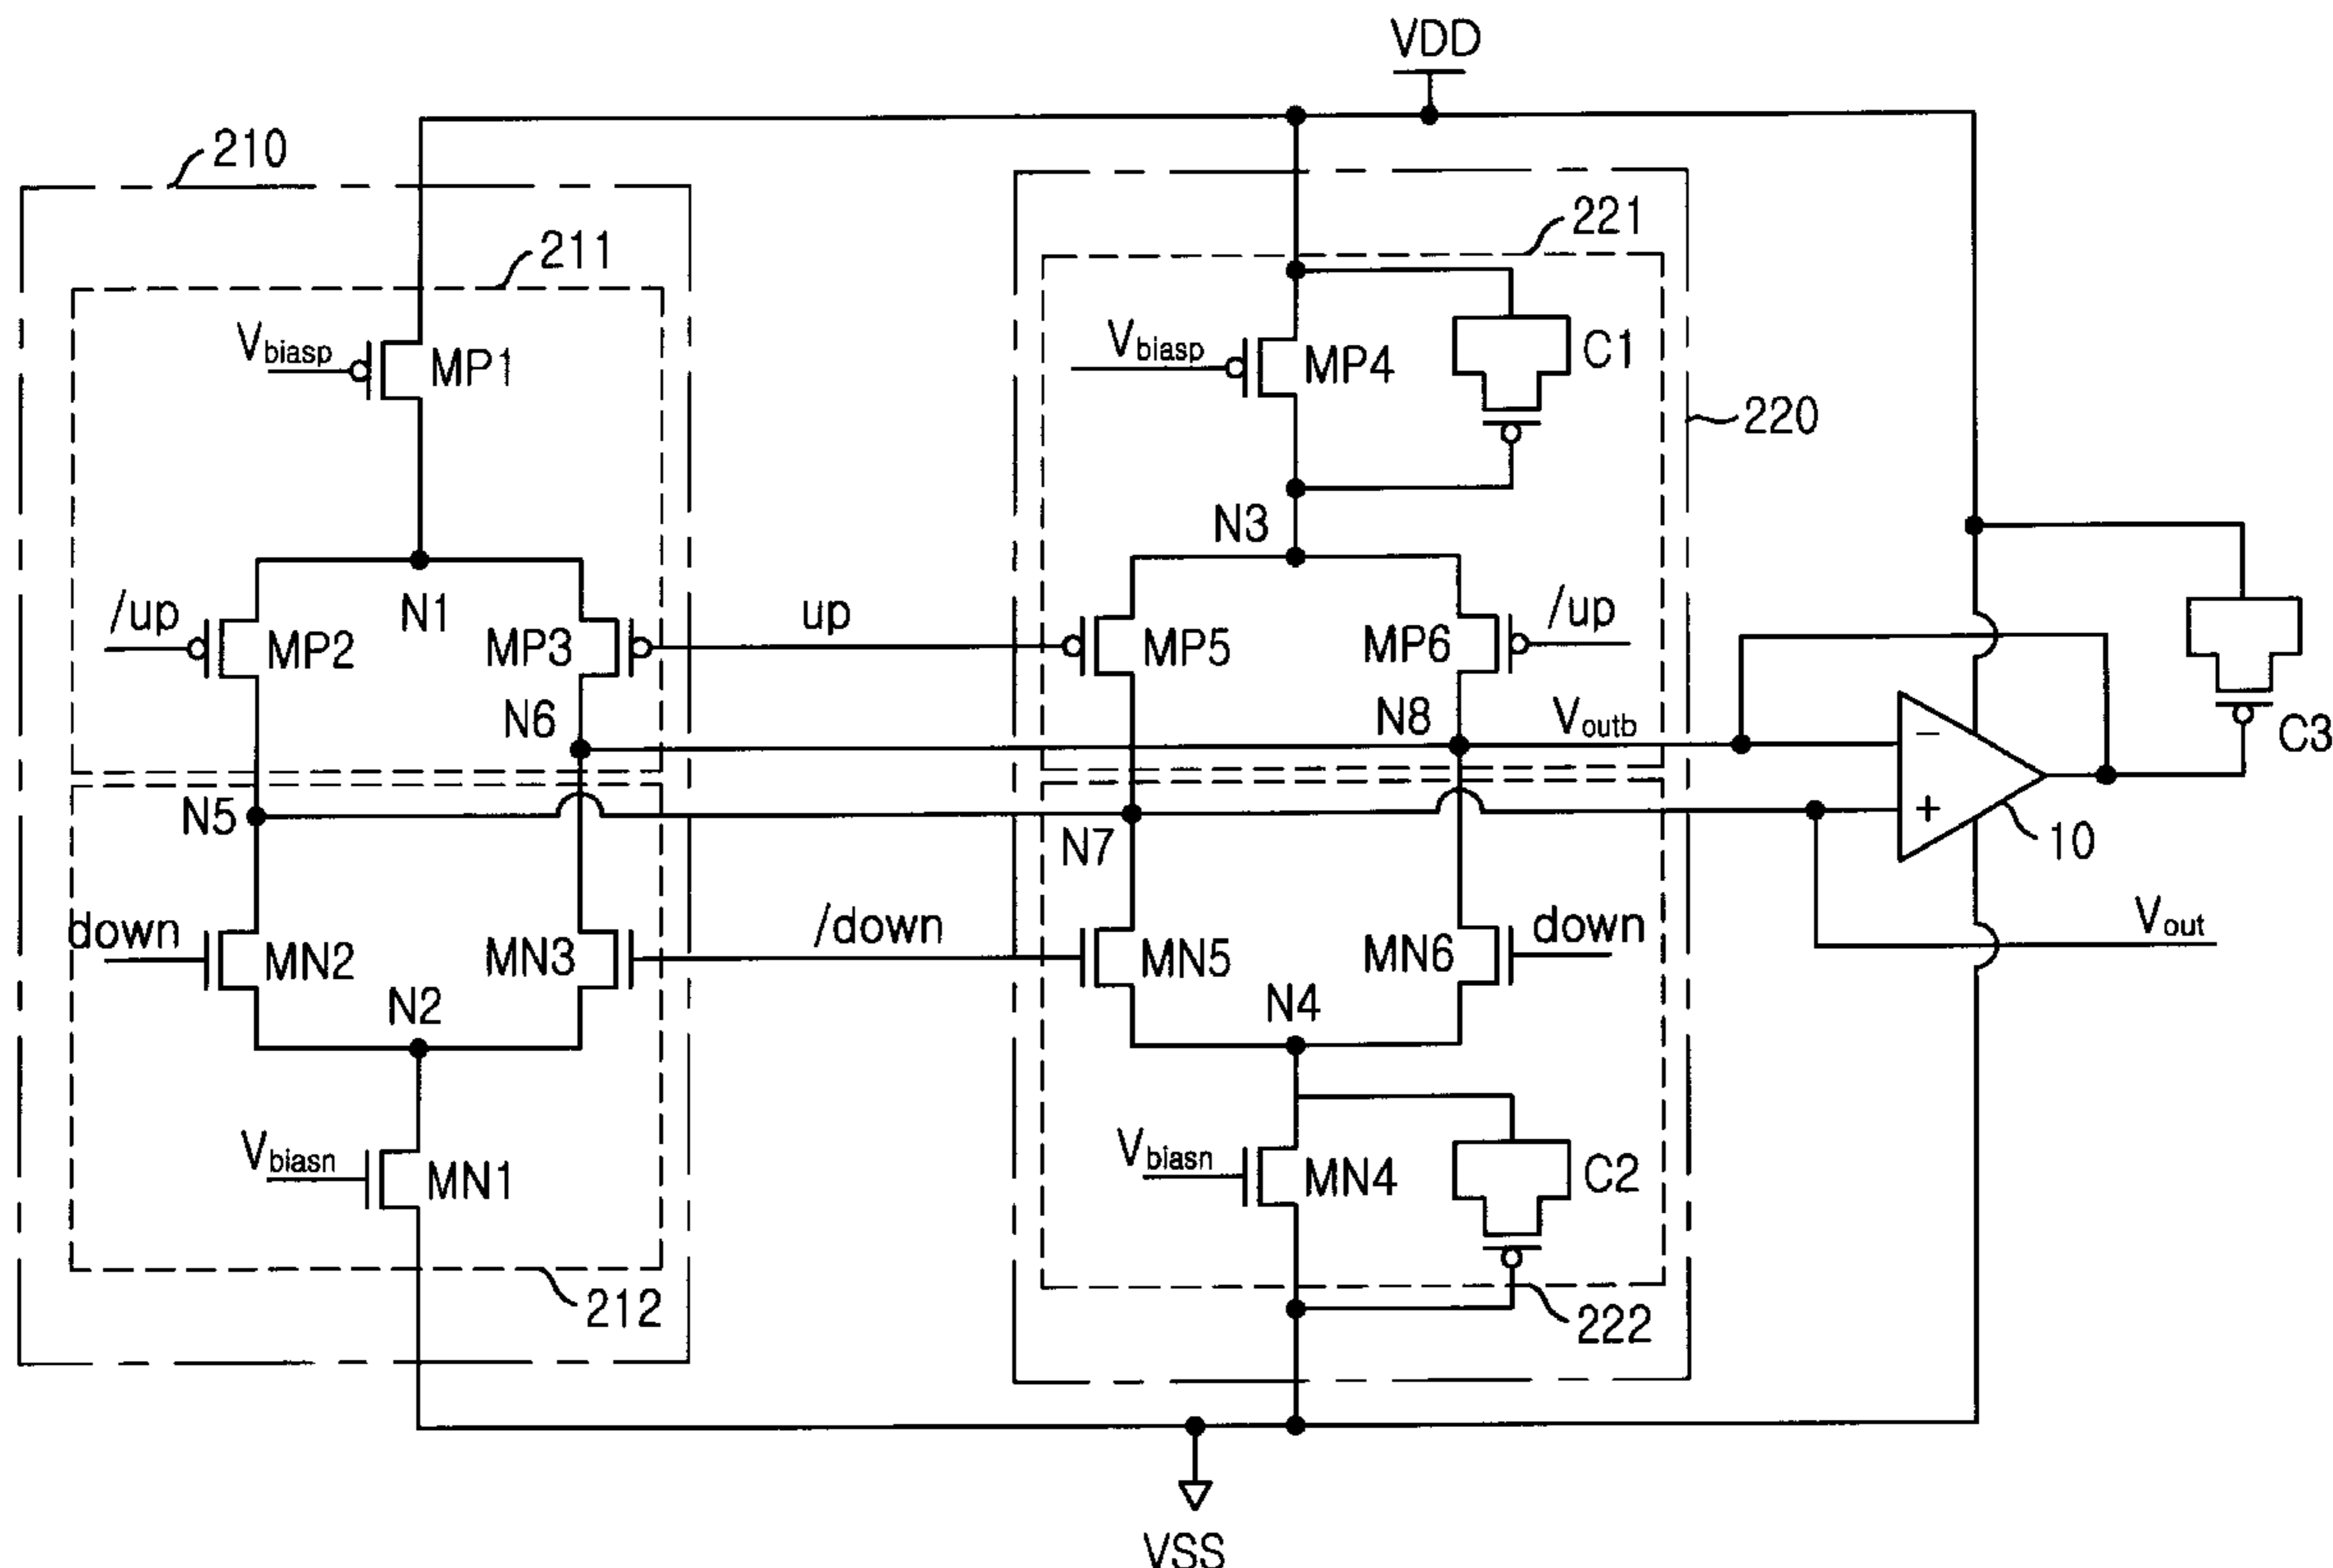 VDD
210
211
221
Vbiasp
MP1
Vbiasp
MP4
C1
220
N3
/up
MP2
N1
MP3
up
MP5
MP6
/up
N6
N8
Voutb
−
C3
N5
N7
+
10
down
MN2
MN3
/down
MN5
MN6
down
Vout
N2
N4
Vbiasn
MN1
Vbiasn
MN4
C2
212
222
VSS